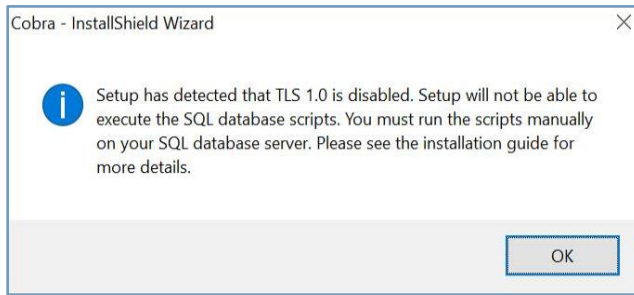 Cobra - InstallShield Wizard
Setup has detected that TLS 1.0 is disabled. Setup will not be able to
execute the SQL database scripts. You must run the scripts manually
on your SQL database server. Please see the installation guide for
more details.
OK